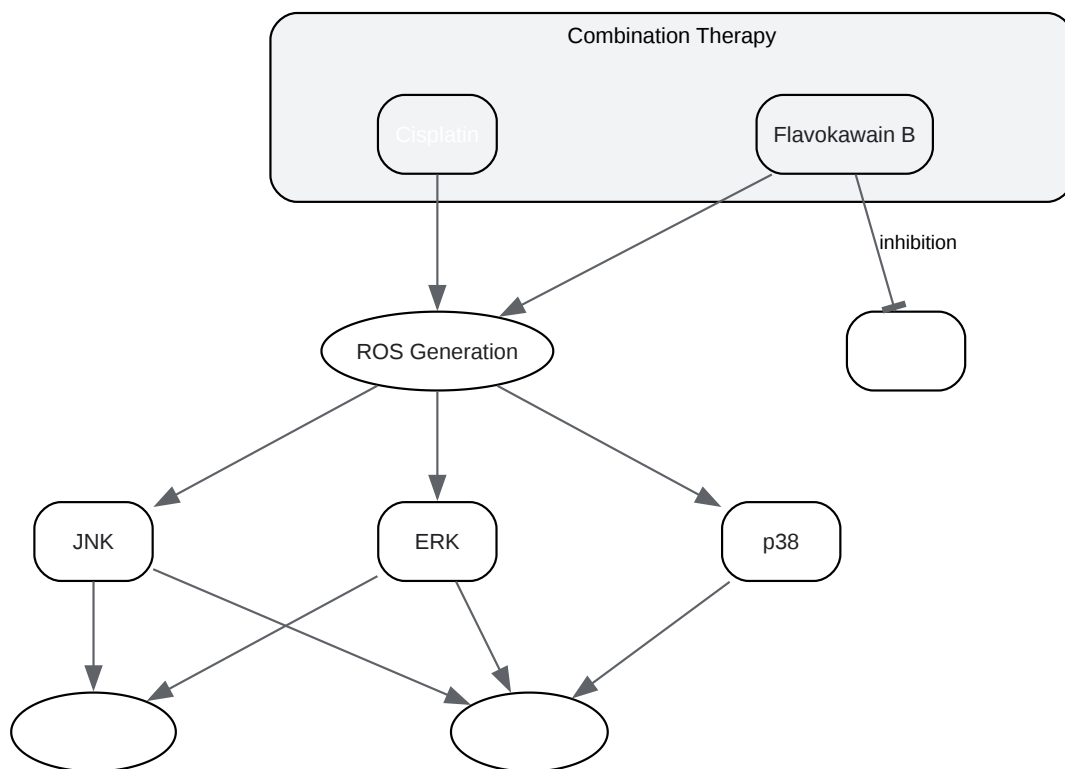 Combination Therapy
Cisplatin
Flavokawain B
inhibition
ROS Generation
JNK
ERK
p38